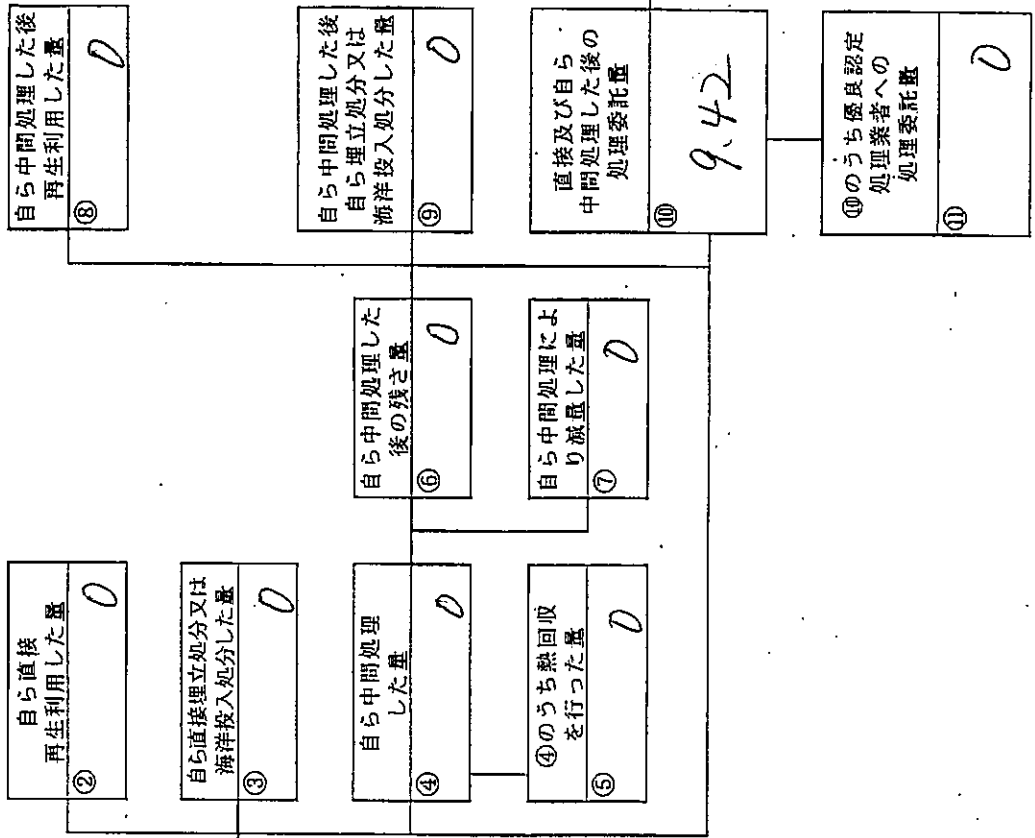 自ら直接
再生利用した量
②
0
自ら直接埋立処分又は
海洋投入処分した量
③
0
自ら中間処理
した量
④
0
④のうち熱回収
を行った量
⑤
0
自ら中間処理した
後の残さ量
⑥
0
自ら中間処理によ
り減量した量
⑦
0
自ら中間処理した後
再生利用した量
⑧
0
自ら中間処理した後
自ら埋立処分又は
海洋投入処分した量
⑨
0
直接及び自ら
中間処理した後の
処理委託量
⑩
9.42
⑩のうち優良認定
処理業者への
処理委託量
⑪
0